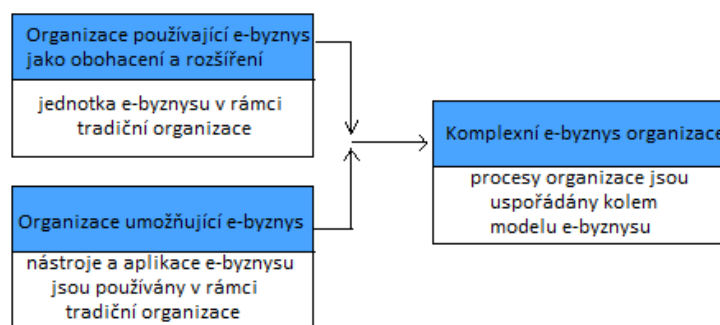 Organizace používající e-byznys
jako obohacení a rozšíření
jednotka e-byznysu v rámci
tradiční organizace
Organizace umožňující e-byznys
nástroje a aplikace e-byznysu
jsou používány v rámci
tradiční organizace
Komplexní e-byznys organizace
procesy organizace jsou
uspořádány kolem
modelu e-byznysu